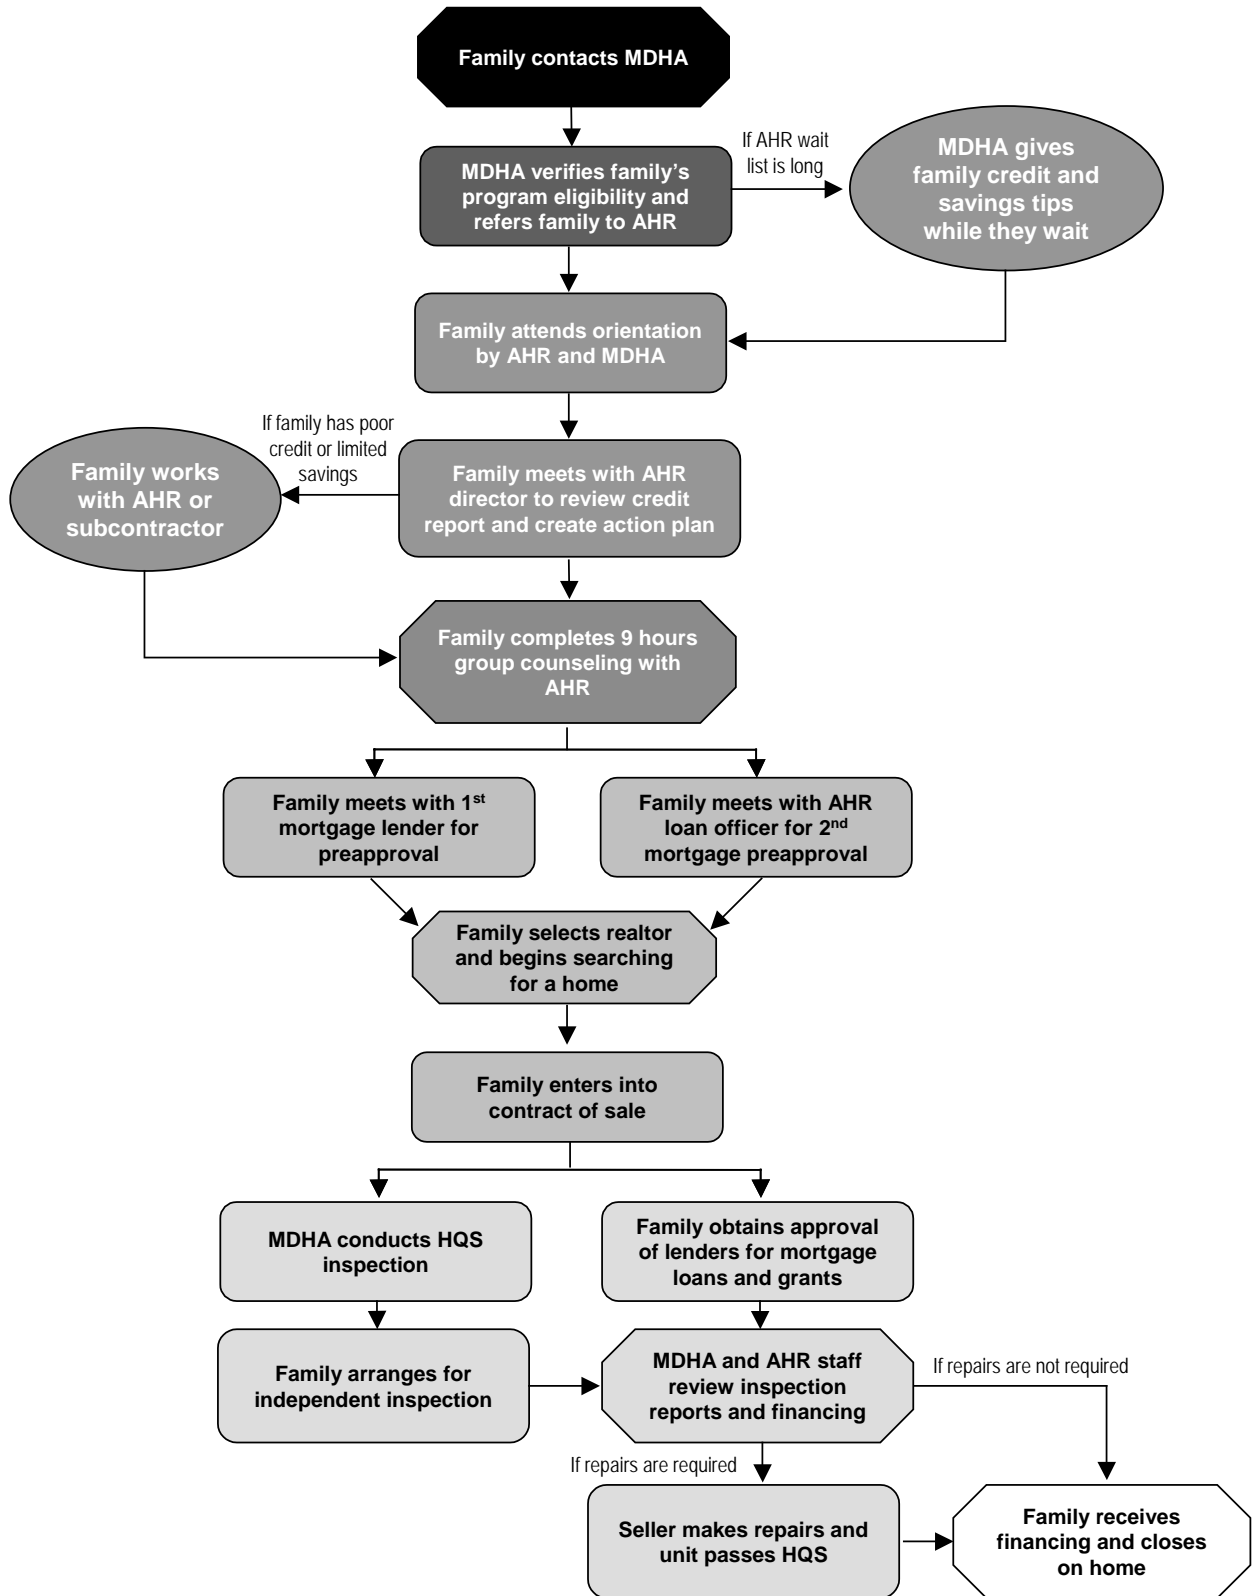 Family contacts MDHA
MDHA verifies family’s
program eligibility and
refers family to AHR
If AHR wait
list is long
MDHA gives
family credit and
savings tips
while they wait
Family attends orientation
by AHR and MDHA
If family has poor
credit or limited
savings
Family works
with AHR or
subcontractor
Family meets with AHR
director to review credit
report and create action plan
Family completes 9 hours
group counseling with
AHR
Family meets with 1st
mortgage lender for
preapproval
Family meets with AHR
loan officer for 2nd
mortgage preapproval
Family selects realtor
and begins searching
for a home
Family enters into
contract of sale
MDHA conducts HQS
inspection
Family obtains approval
of lenders for mortgage
loans and grants
Family arranges for
independent inspection
MDHA and AHR staff
review inspection
reports and financing
If repairs are not required
If repairs are required
Seller makes repairs and
unit passes HQS
Family receives
financing and closes
on home